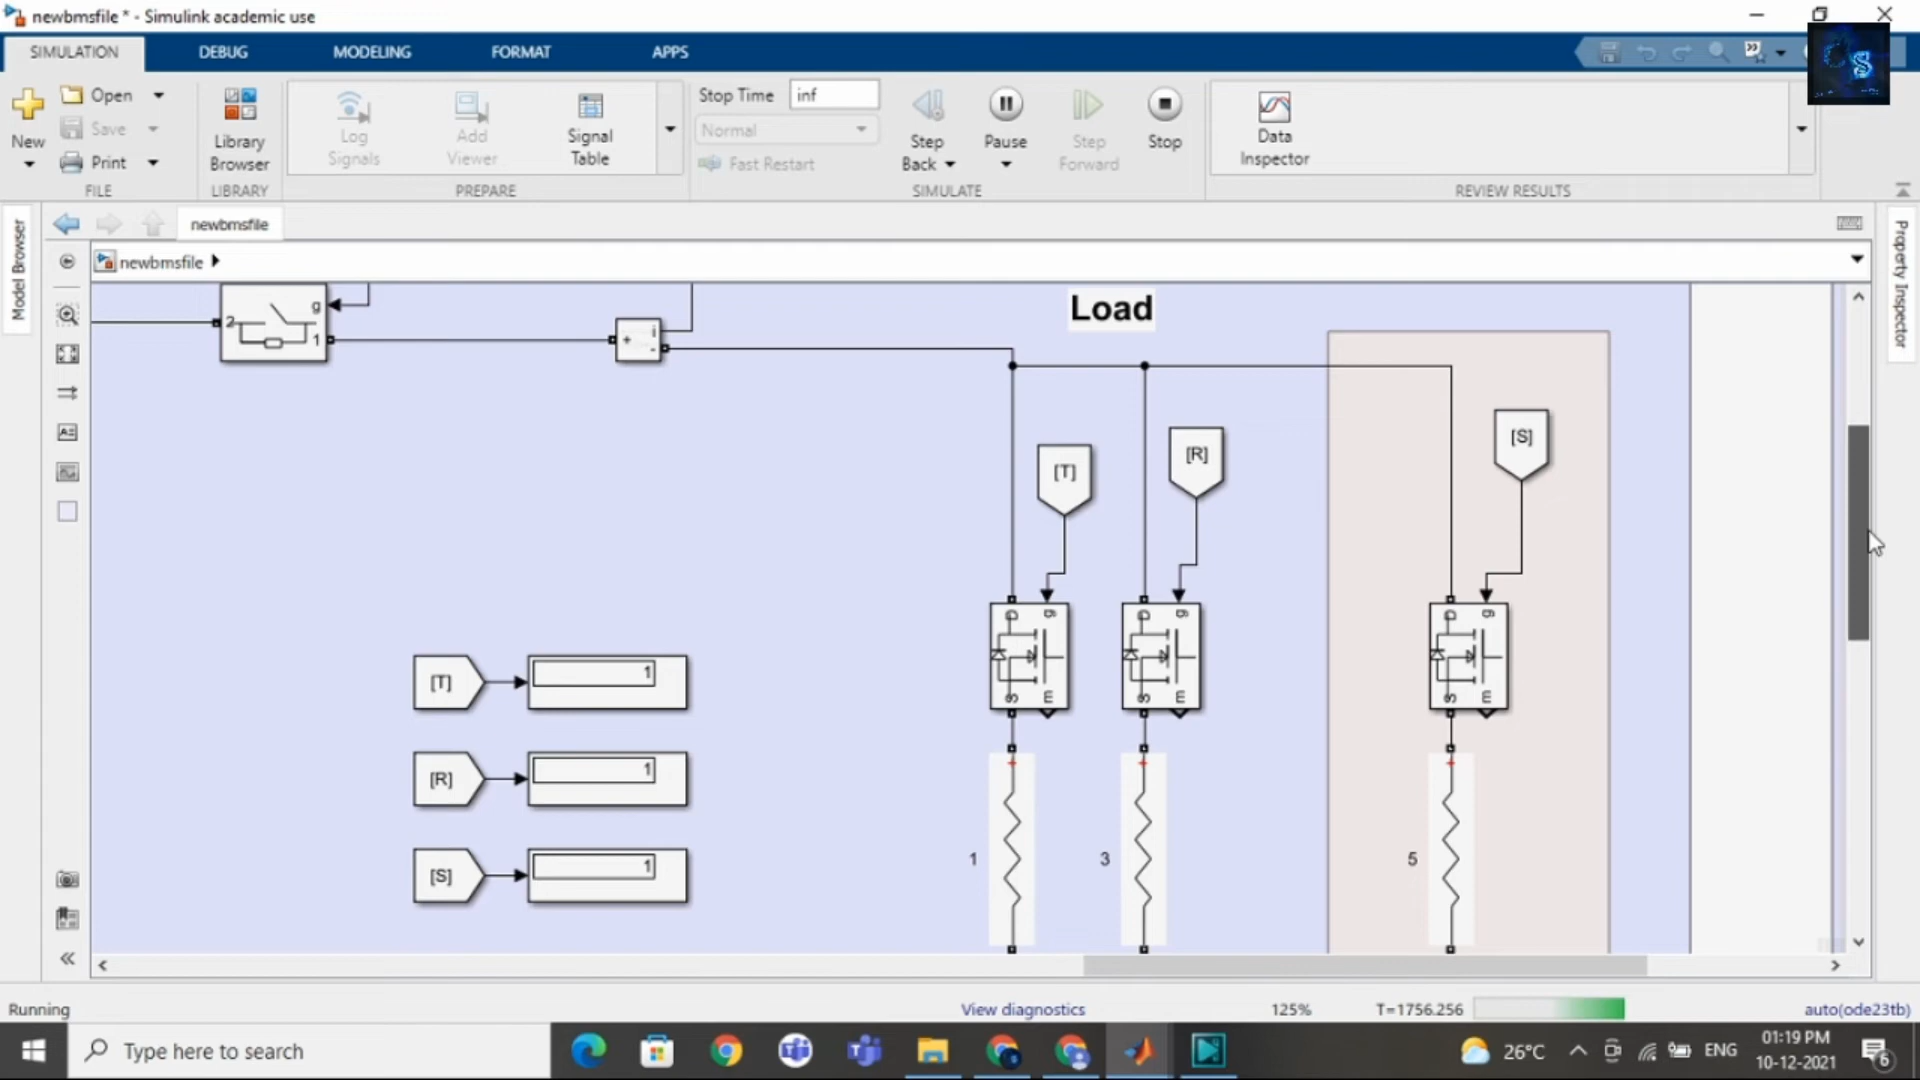 newbmsfile * - Simulink academic use
SIMULATION DEBUG MODELING FORMAT APPS
New
Open
Save
Print
FILE
Library Browser
LIBRARY
Log Signals
Add Viewer
Signal Table
PREPARE
Stop Time inf
Normal
Fast Restart
Step Back
Pause
Step Forward
Stop
SIMULATE
Data Inspector
REVIEW RESULTS
Model Browser
Property Inspector
newbmsfile
newbmsfile
Load
g
2
1
+
i
-
[T]
[R]
[S]
D g
S m
D g
S m
D g
S m
[T] 1
[R] 1
[S] 1
+
+
+
1
3
5
Running
View diagnostics
125%
T=1756.256
auto(ode23tb)
Type here to search
26°C
ENG
01:19 PM
10-12-2021
6